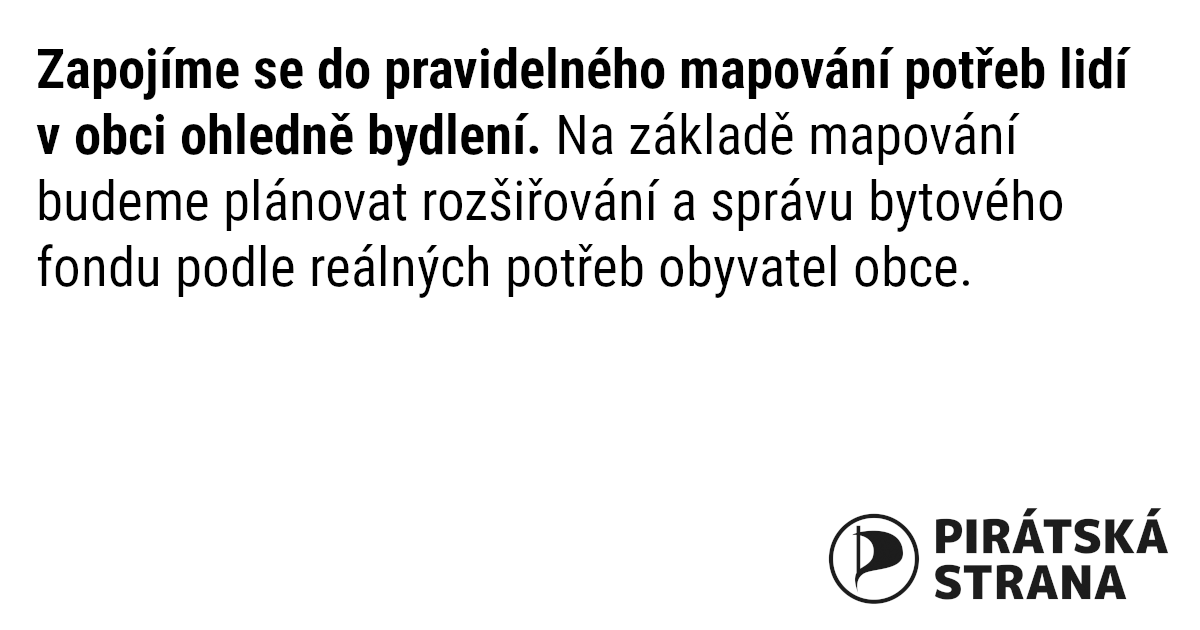 Zapojíme se do pravidelného mapování potřeb lidí
v obci ohledně bydlení. Na základě mapování
budeme plánovat rozšiřování a správu bytového
fondu podle reálných potřeb obyvatel obce.
PIRÁTSKÁ
STRANA